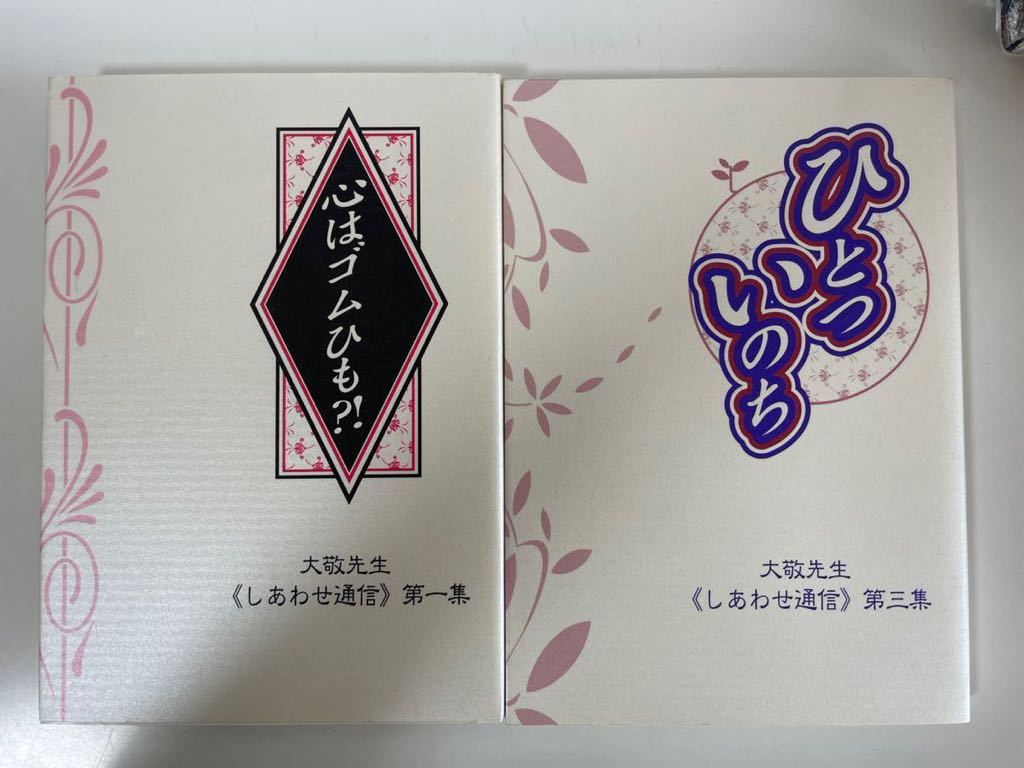 心は、ゴムひも?!
大敬先生
《しあわせ通信》第一集
ひとつ
いのち
大敬先生
《しあわせ通信》第三集